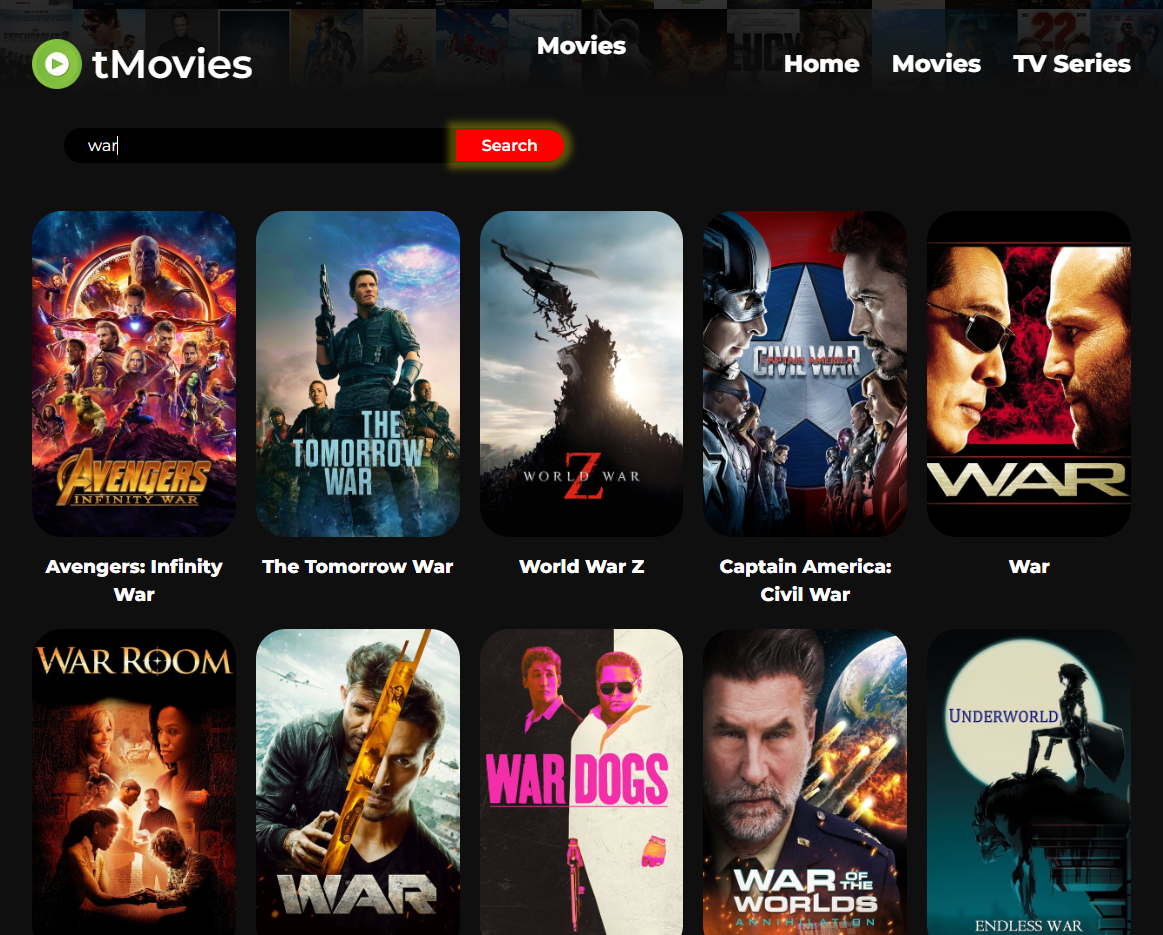 tMovies
Movies
Home
Movies
TV Series
LUCY
22
war
Search
AVENGERS
INFINITY WAR
THE
TOMORROW
WAR
WORLD WAR
Z
CAPTAIN AMERICA
CIVIL WAR
WAR
Avengers: Infinity
War
The Tomorrow War
World War Z
Captain America:
Civil War
War
WAR ROOM
WAR
WAR DOGS
WAR OF
THE
WORLDS
ANNIHILATION
UNDERWORLD
ENDLESS WAR